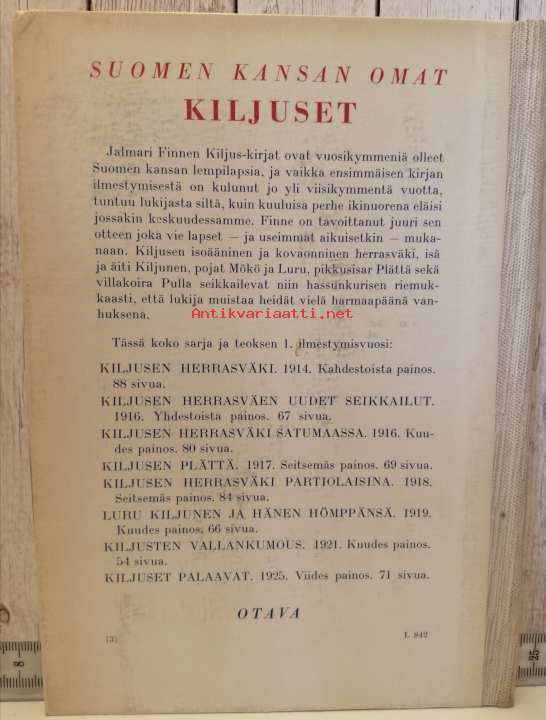 SUOMEN KANSAN OMAT
KILJUSET
Jalmari Finnen Kiljus-kirjat ovat vuosikymmeniä olleet
Suomen kansan lempilapsia, ja vaikka ensimmäisen kirjan
ilmestymisestä on kulunut jo yli viisikymmentä vuotta,
tuntuu lukijasta siltä, kuin kuuluisa perhe ikinuorena eläisi
jossakin keskuudessamme. Finne on tavoittanut juuri sen
otteen joka vie lapset — ja useimmat aikuisetkin — muka-
naan. Kiljusen isoääninen ja kovaonninen herrasväki, isä
ja äiti Kiljunen, pojat Mökö ja Luru, pikkusisar Plättä sekä
villakoira Pulla seikkailevat niin hassunkurisen riemuk-
kaasti, että lukija muistaa heidät vielä harmaapäänä van-
huksena.
Antikvariaatti.net
Tässä koko sarja ja teoksen 1. ilmestymisvuosi:
KILJUSEN HERRASVÄKI. 1914. Kahdestoista painos.
88 sivua.
KILJUSEN HERRASVÄEN UUDET SEIKKAILUT.
1916. Yhdestoista painos. 67 sivua.
KILJUSEN HERRASVÄKI SATUMAASSA. 1916. Kuu-
des painos. 80 sivua.
KILJUSEN PLÄTTÄ. 1917. Seitsemäs painos. 69 sivua.
KILJUSEN HERRASVÄKI PARTIOLAISINA. 1918.
Seitsemäs painos. 84 sivua.
LURU KILJUNEN JA HÄNEN HÖMPPÄNSÄ. 1919.
Kuudes painos. 66 sivua.
KILJUSTEN VALLANKUMOUS. 1921. Kuudes painos.
54 sivua.
KILJUSET PALAAVAT. 1925. Viides painos. 71 sivua.
OTAVA
(3) L 842
8 25